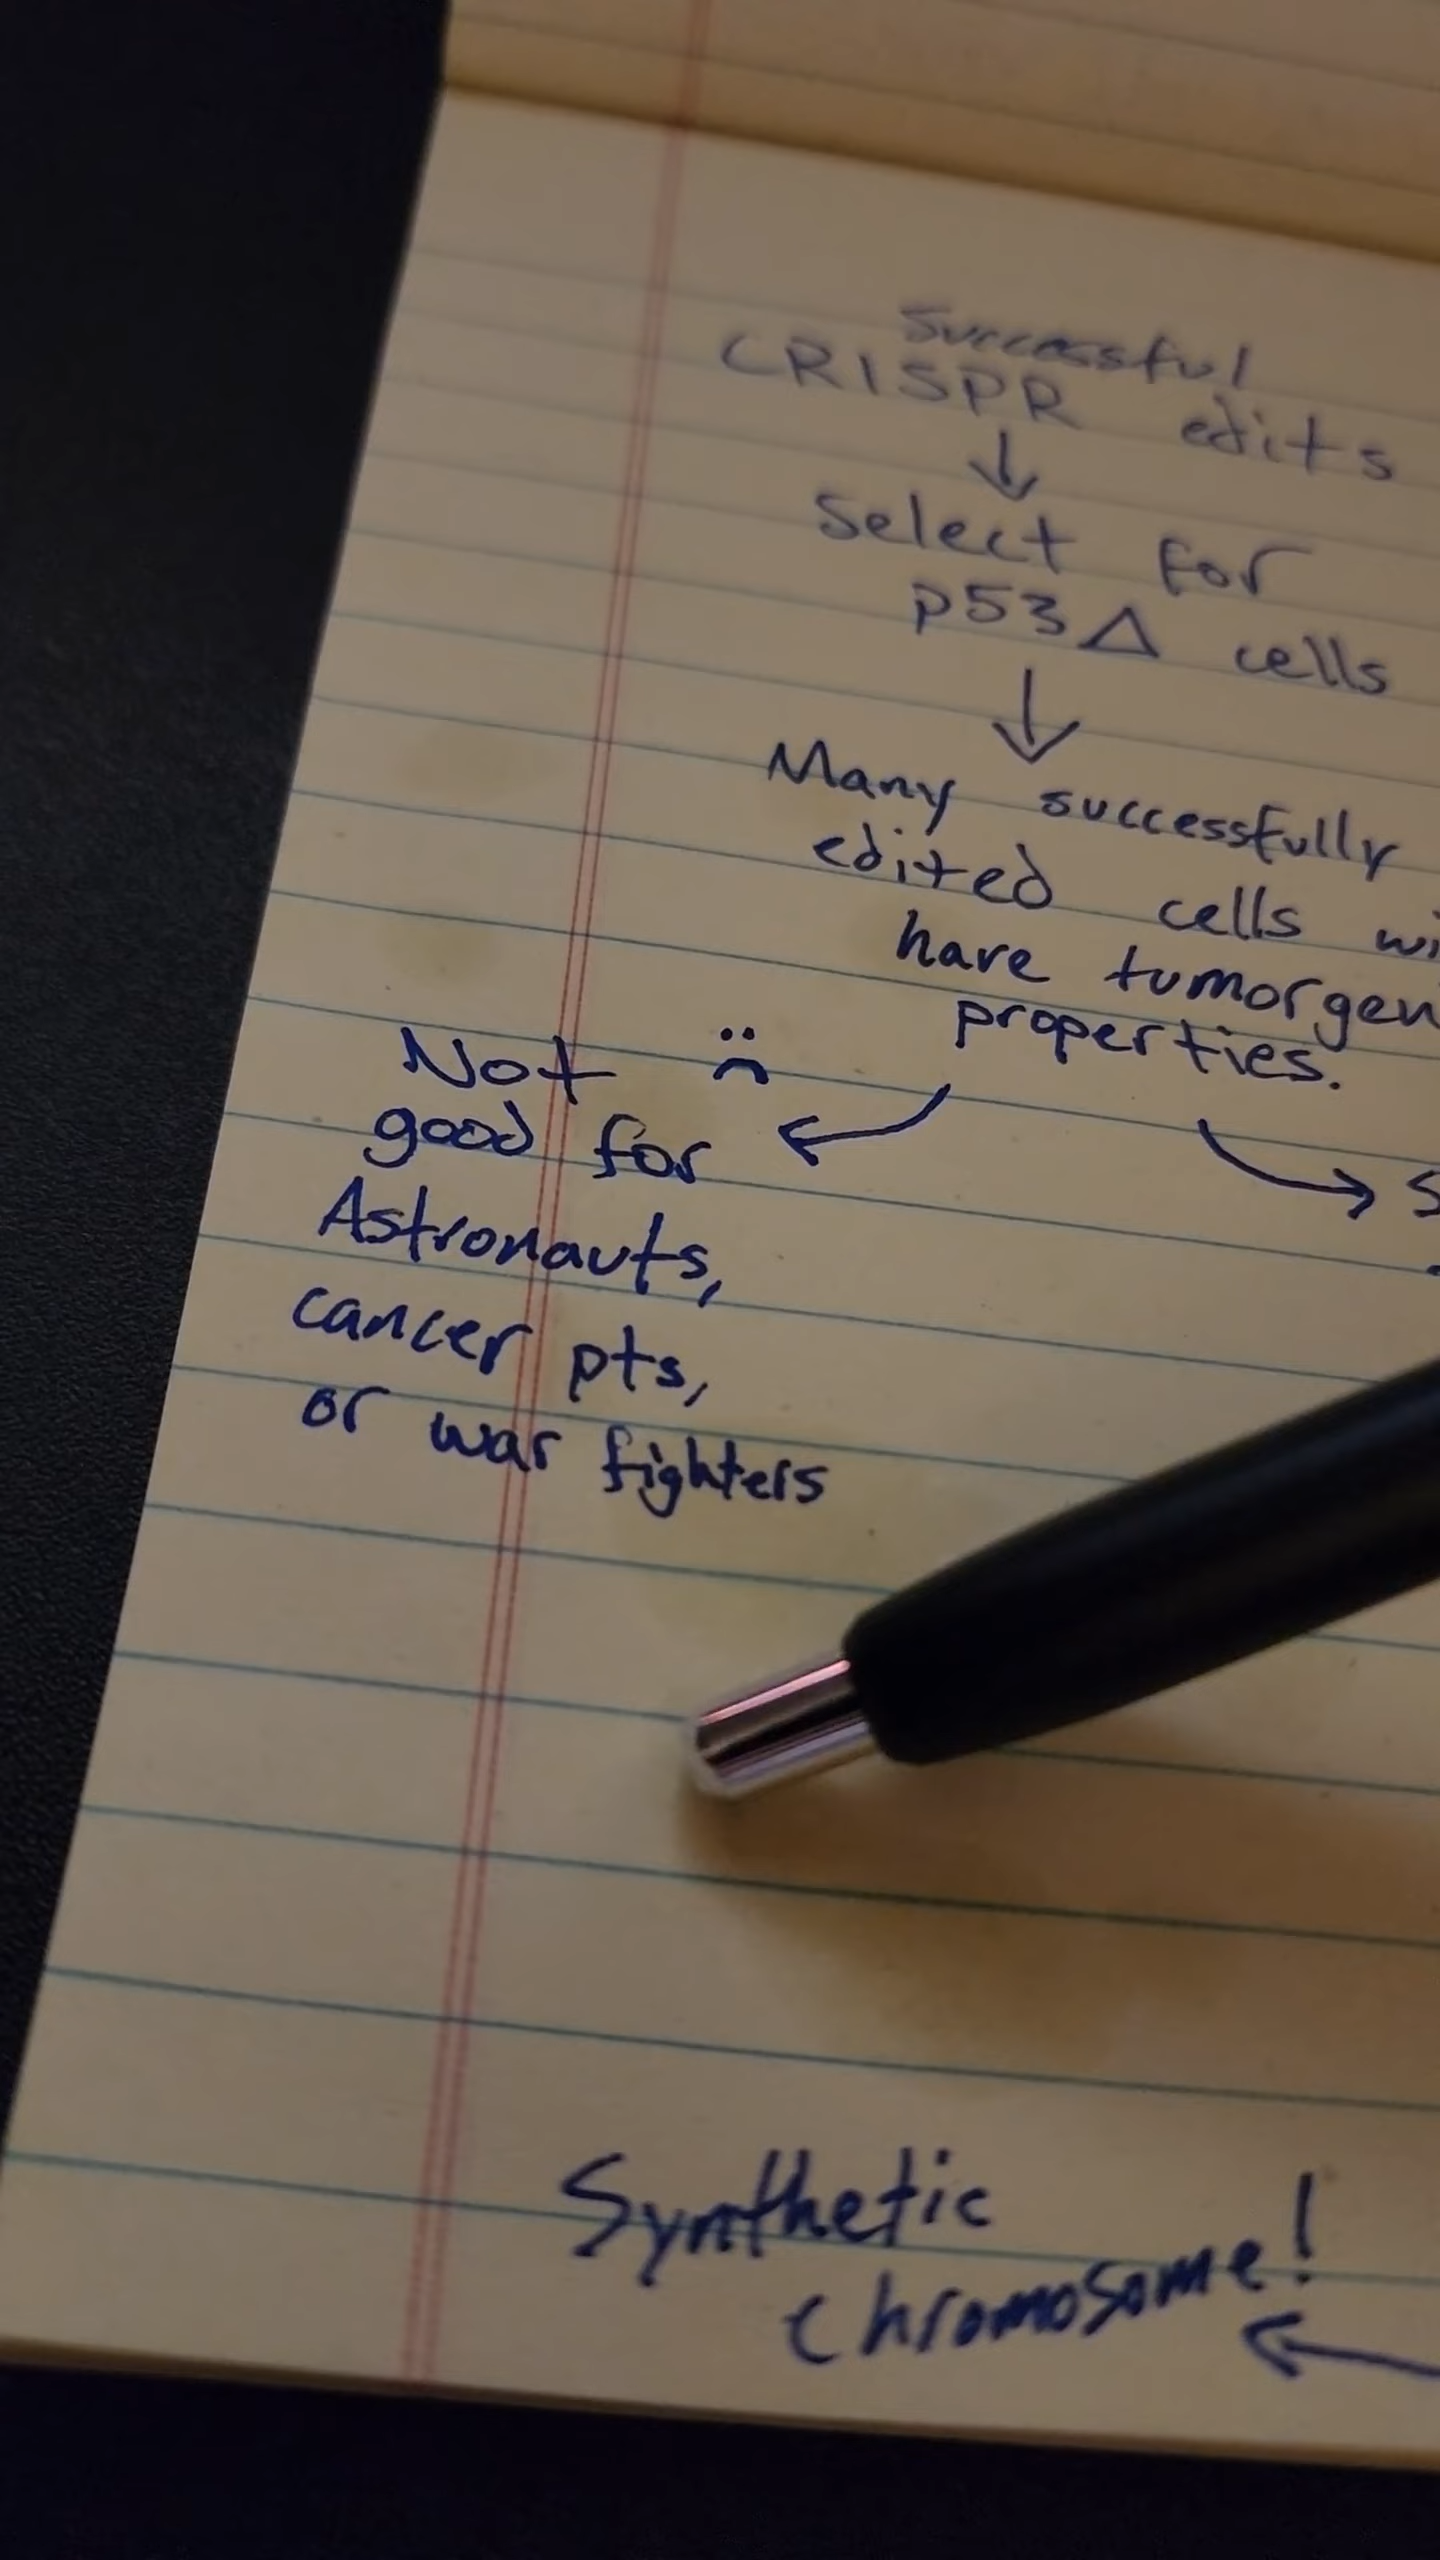 Successful
CRISPR edits
↓
Select for
p53Δ cells
↓
Many successfully
edited cells
have tumorgen
properties.
Not
good for
Astronauts,
cancer pts,
or war fighters
Synthetic
chromosome!